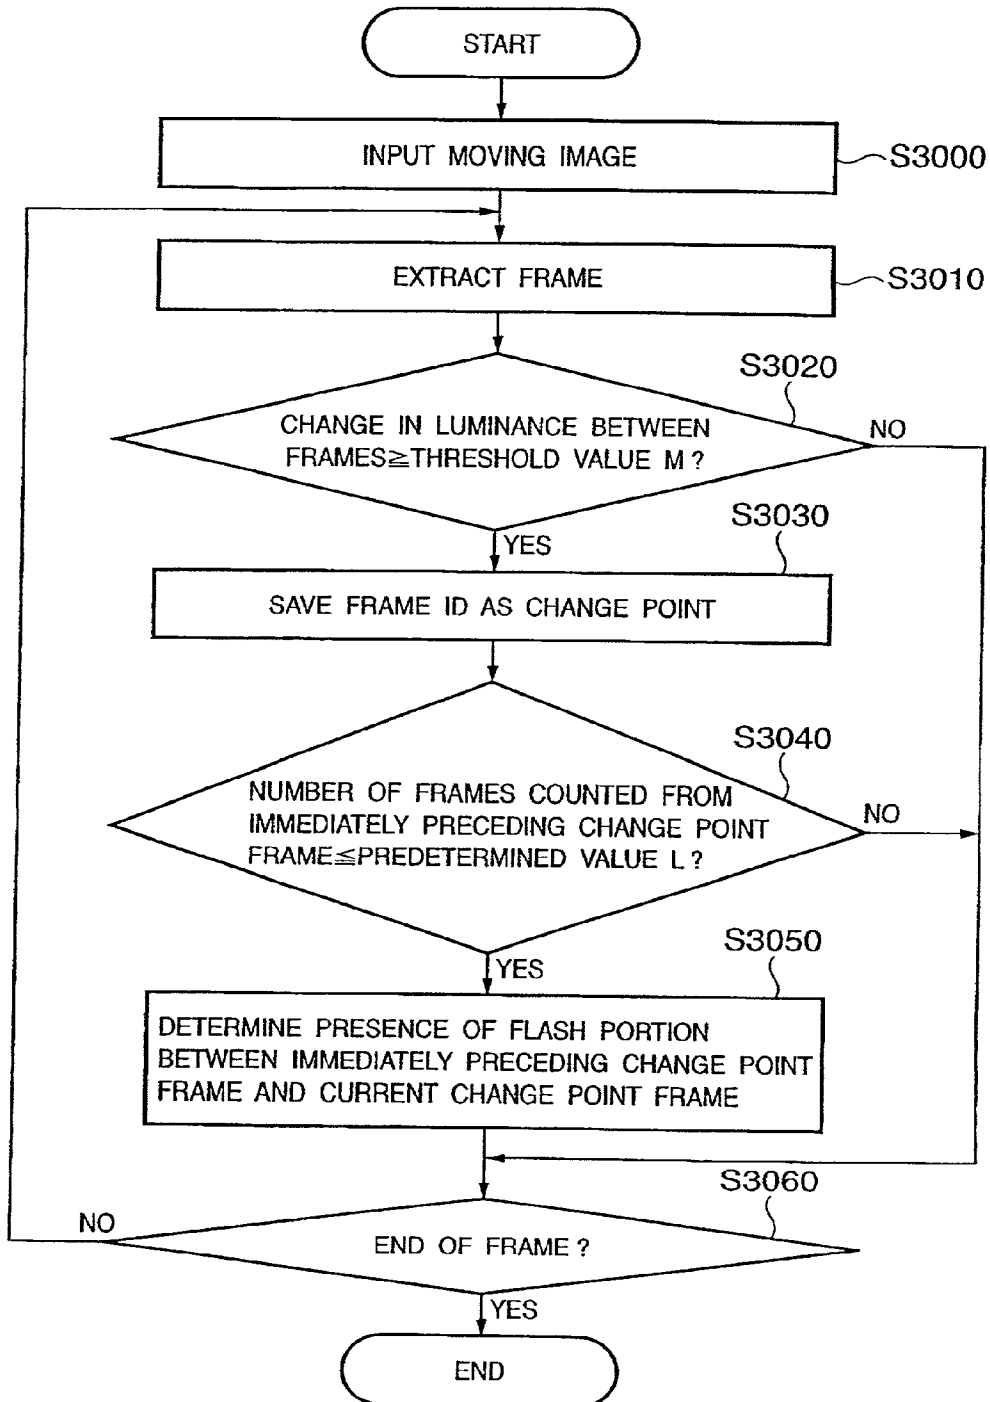 START
INPUT MOVING IMAGE
S3000
EXTRACT FRAME
S3010
S3020
CHANGE IN LUMINANCE BETWEEN
FRAMES≧THRESHOLD VALUE M?
NO
YES
S3030
SAVE FRAME ID AS CHANGE POINT
S3040
NUMBER OF FRAMES COUNTED FROM
IMMEDIATELY PRECEDING CHANGE POINT
FRAME≦PREDETERMINED VALUE L?
NO
YES
S3050
DETERMINE PRESENCE OF FLASH PORTION
BETWEEN IMMEDIATELY PRECEDING CHANGE POINT
FRAME AND CURRENT CHANGE POINT FRAME
S3060
NO
END OF FRAME?
YES
END